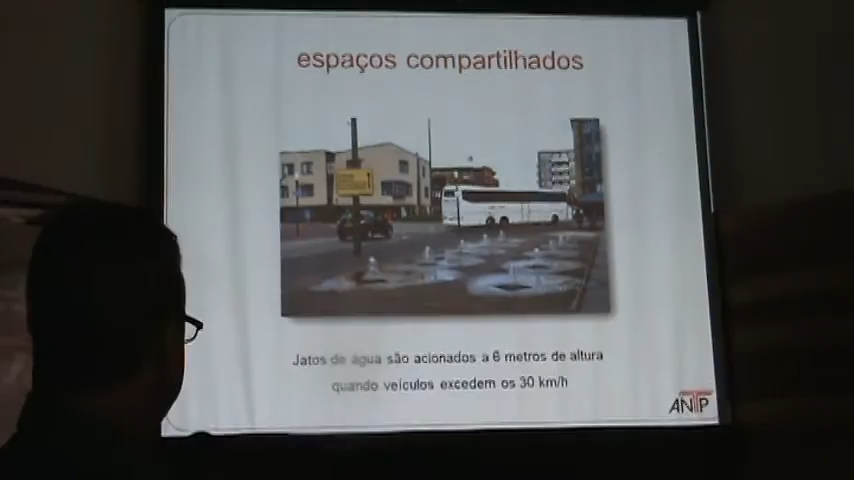 espaços compartilhados
Jatos de água são acionados a 6 metros de altura
quando veículos excedem os 30 km/h
ANTP